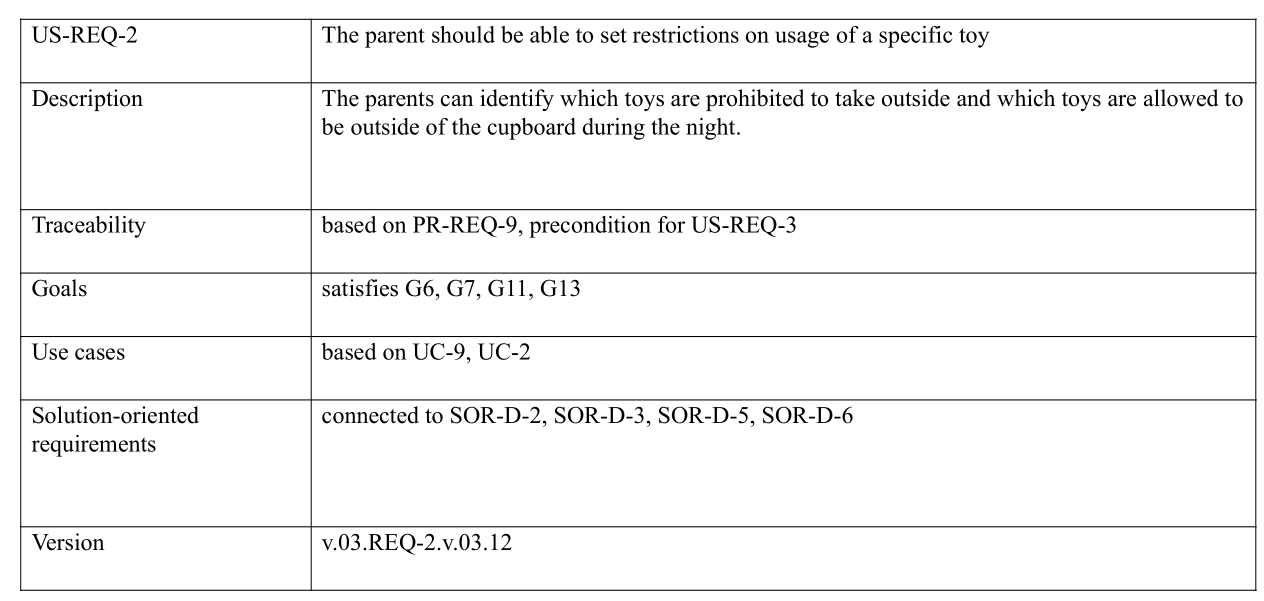 US-REQ-2
The parent should be able to set restrictions on usage of a specific toy
Description
The parents can identify which toys are prohibited to take outside and which toys are allowed to
be outside of the cupboard during the night.
Traceability
based on PR-REQ-9, precondition for US-REQ-3
Goals
satisfies G6, G7, G11, G13
Use cases
based on UC-9, UC-2
Solution-oriented
requirements
connected to SOR-D-2, SOR-D-3, SOR-D-5, SOR-D-6
Version
v.03.REQ-2.v.03.12